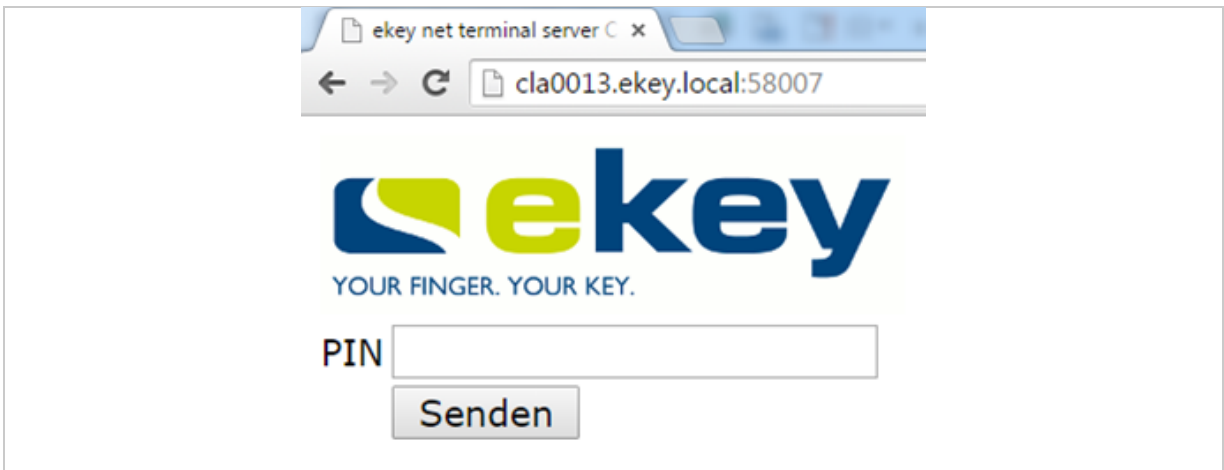 ekey net terminal server C
cla0013.ekey.local:58007
ekey
YOUR FINGER. YOUR KEY.
PIN
Senden